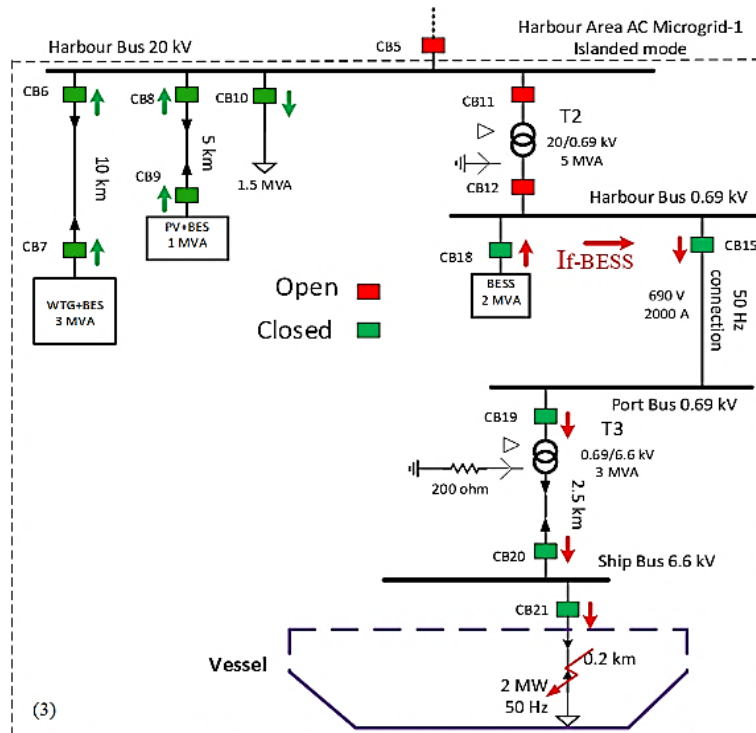 Harbour Area AC Microgrid-1
Islanded mode
CB5
Harbour Bus 20 kV
CB6
CB8
CB10
CB11
T2
20/0.69 kV
5 MVA
10 km
5 km
1.5 MVA
CB9
CB12
PV+BES
1 MVA
Harbour Bus 0.69 kV
CB7
CB18
If-BESS
CB15
WTG+BES
3 MVA
Open
Closed
BESS
2 MVA
690 V
2000 A
50 Hz
connection
Port Bus 0.69 kV
CB19
T3
0.69/6.6 kV
3 MVA
200 ohm
2.5 km
CB20
Ship Bus 6.6 kV
CB21
Vessel
0.2 km
2 MW
50 Hz
(3)